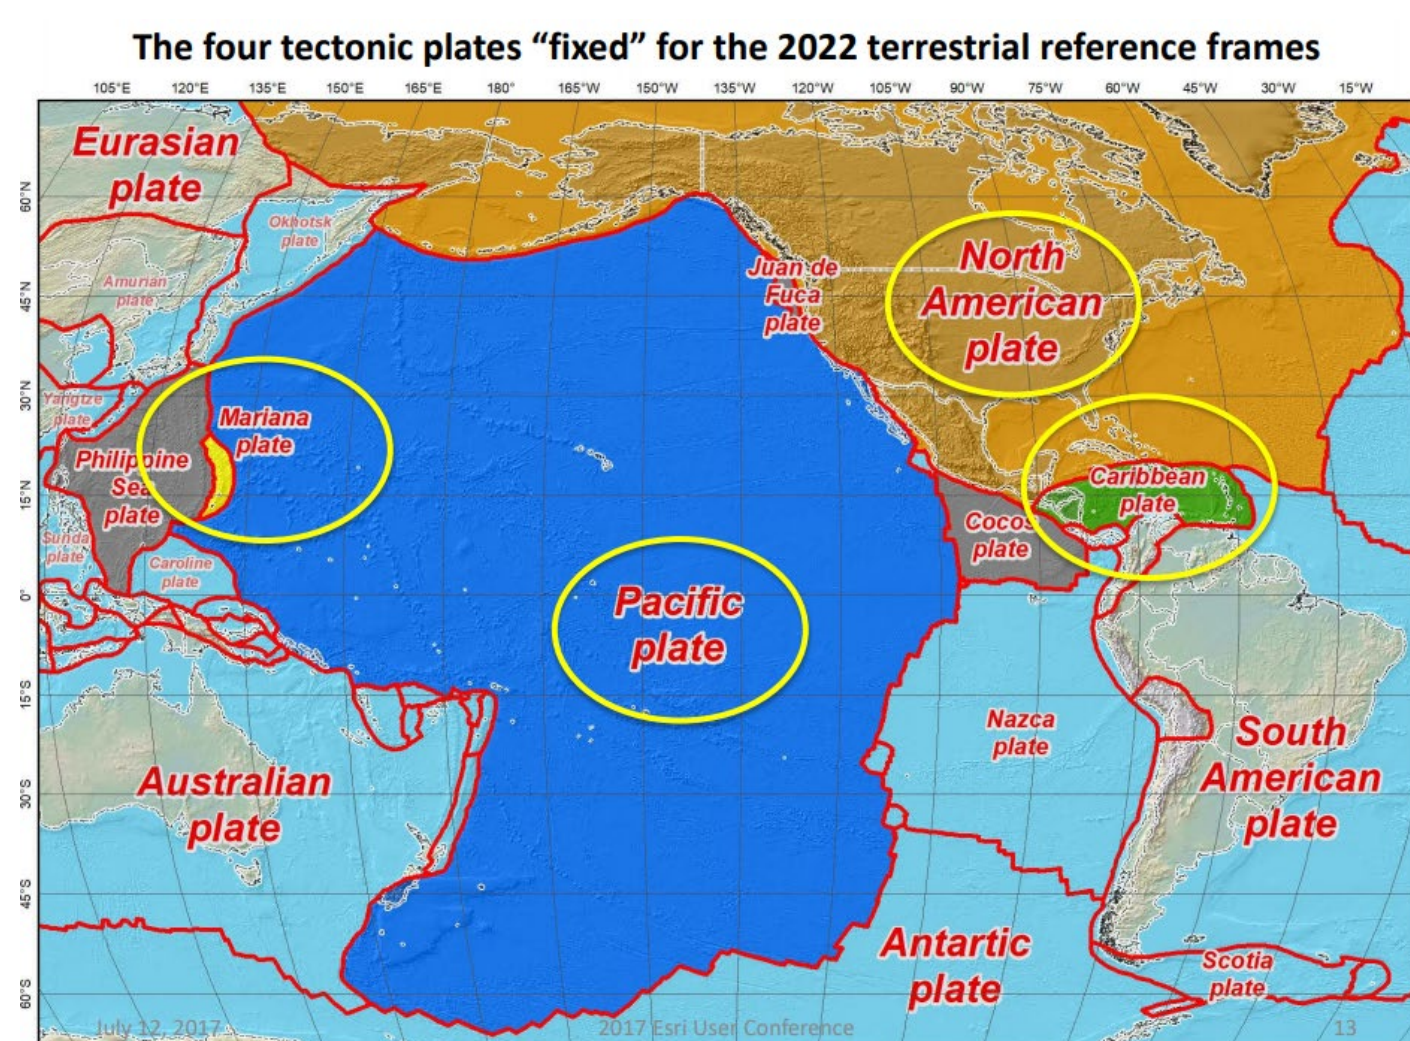 The four tectonic plates “fixed” for the 2022 terrestrial reference frames
105°E 120°E 135°E 150°E 165°E 180° 165°W 150°W 135°W 120°W 105°W 90°W 75°W 60°W 45°W 30°W 15°W
60°N
45°N
30°N
15°N
0°
15°S
30°S
45°S
60°S
Eurasian
plate
Okhotsk
plate
Amurian
plate
Yangtze
plate
Philippine
Sea
plate
Mariana
plate
Sunda
plate
Caroline
plate
Juan de
Fuca
plate
North
American
plate
Caribbean
plate
Cocos
plate
Pacific
plate
Nazca
plate
South
American
plate
Australian
plate
Antartic
plate
Scotia
plate
July 12, 2017
2017 Esri User Conference
13